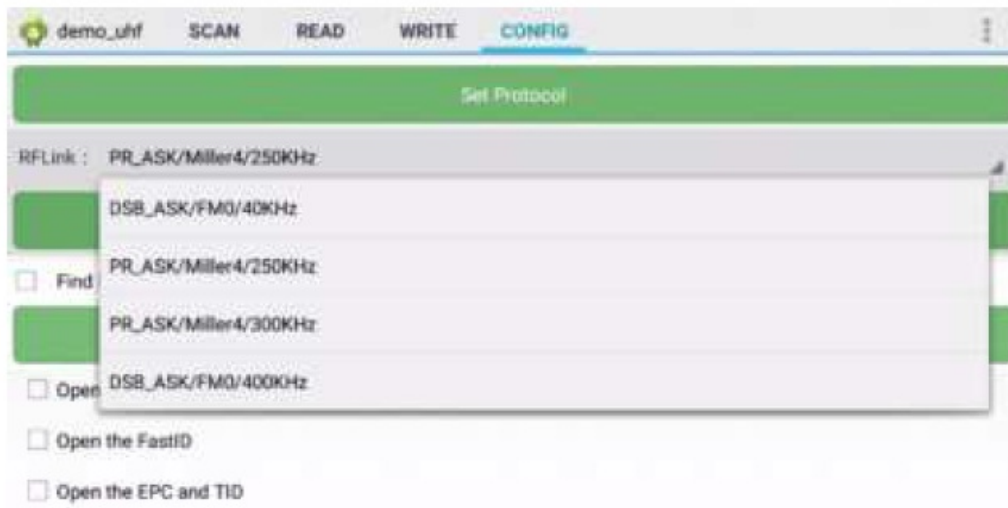 demo_uhf SCAN READ WRITE CONFIG
Set Protocol
RFLink : PR_ASK/Miller4/250KHz
DSB_ASK/FM0/40KHz
Find
PR_ASK/Miller4/250KHz
PR_ASK/Miller4/300KHz
Open
DSB_ASK/FM0/400KHz
Open the FastID
Open the EPC and TID